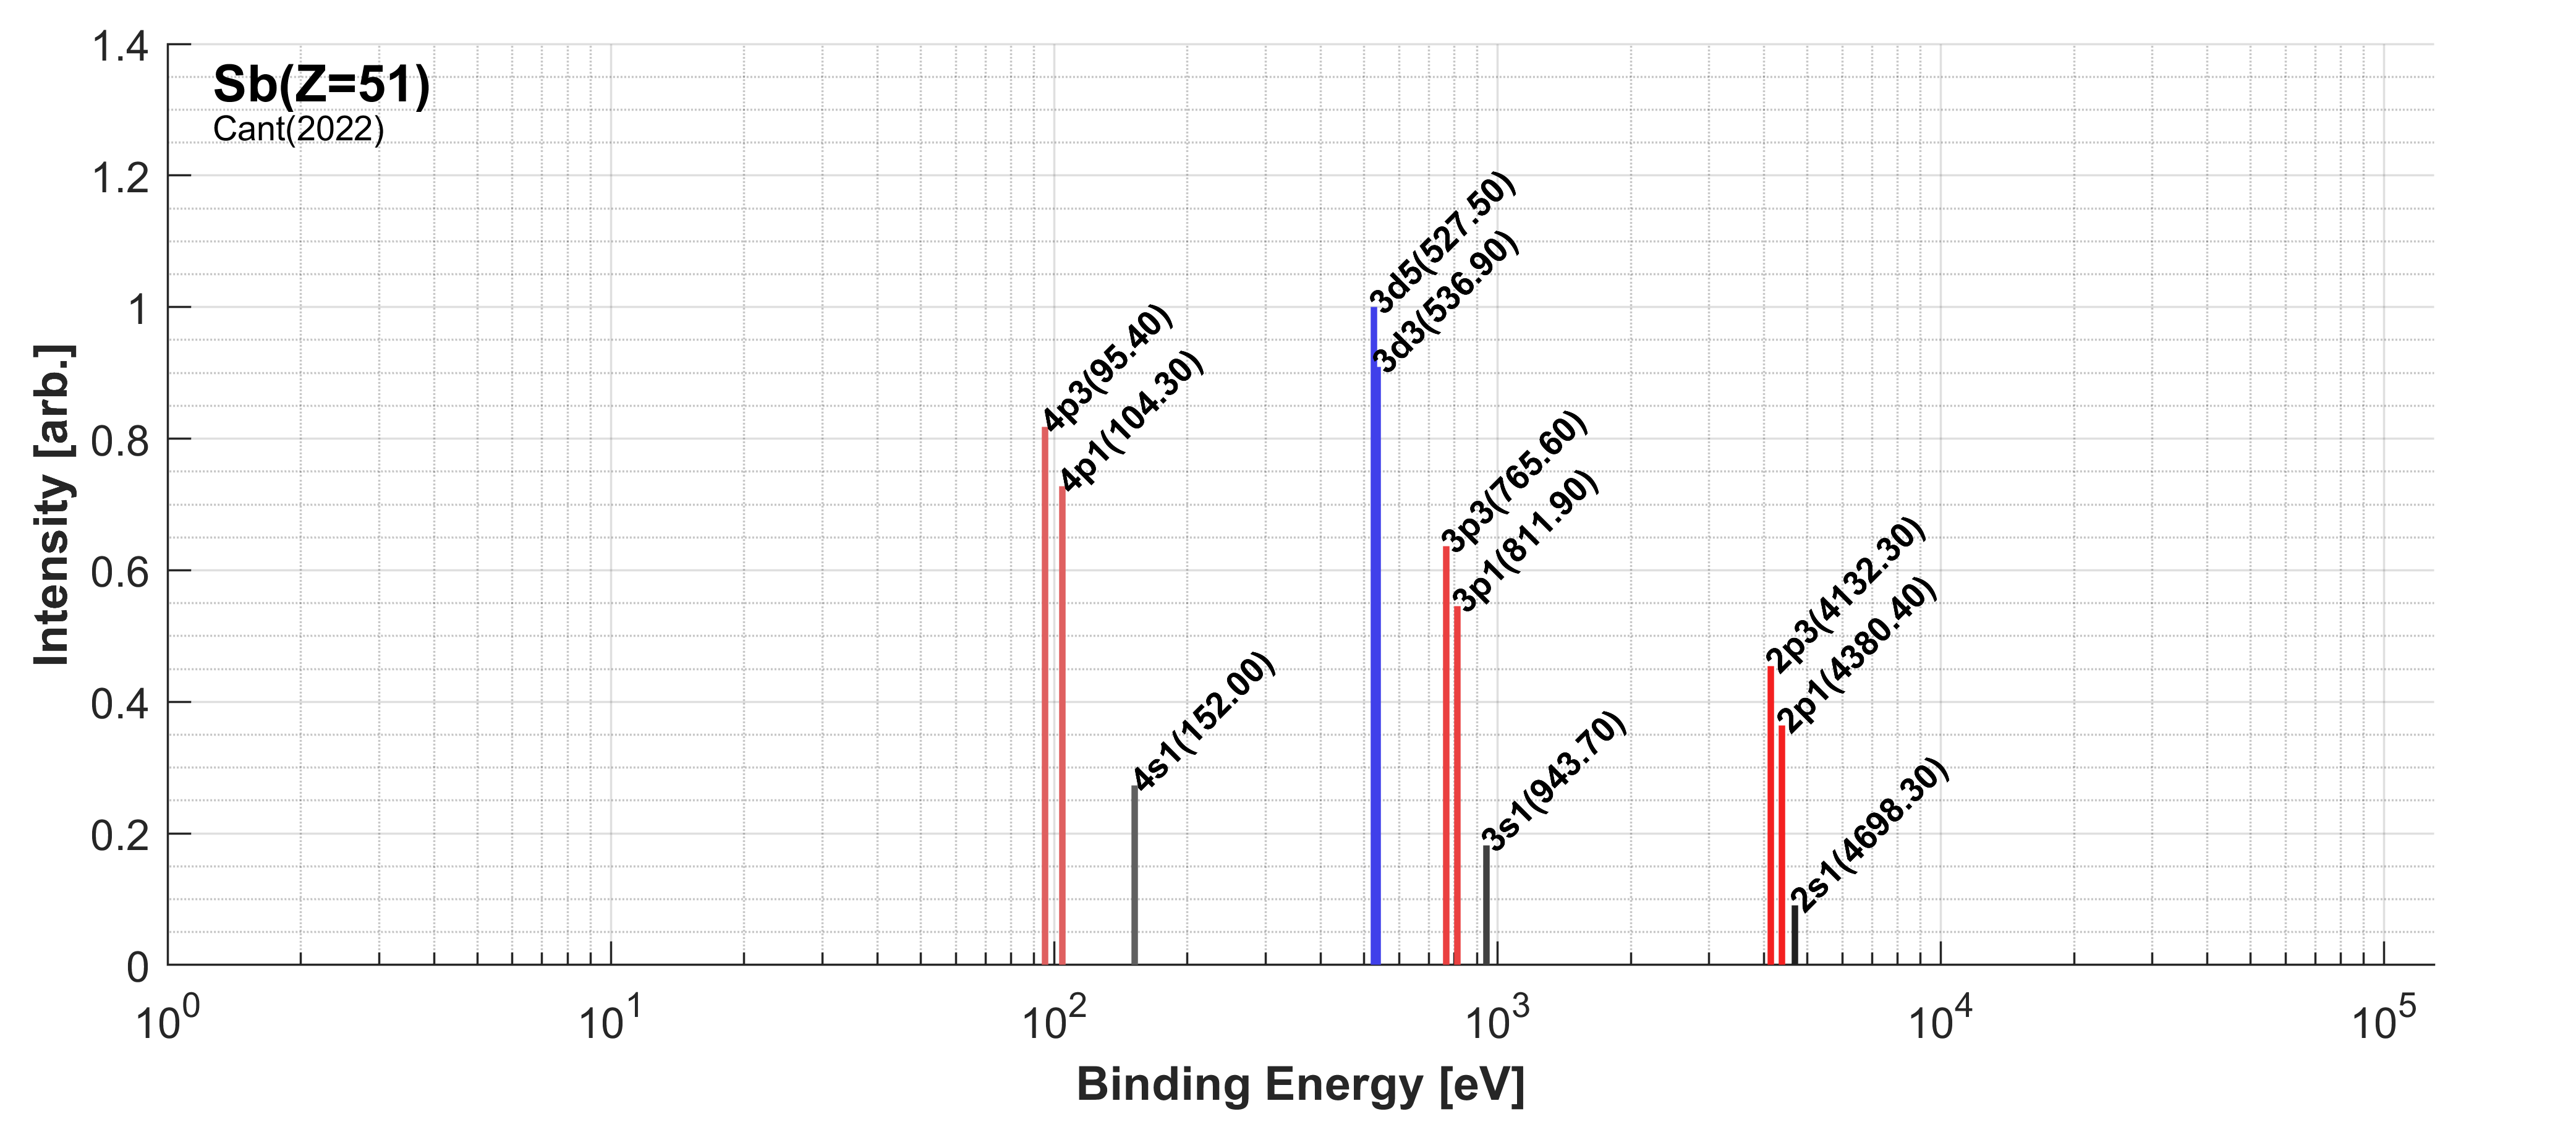 Sb(Z=51)
Cant(2022)
1.4
1.2
1
0.8
0.6
0.4
0.2
0
Intensity [arb.]
4p3(95.40)
4p1(104.30)
4s1(152.00)
3d5(527.50)
3d3(536.90)
3p3(765.60)
3p1(811.90)
3s1(943.70)
2p3(4132.30)
2p1(4380.40)
2s1(4698.30)
10^0 10^1 10^2 10^3 10^4 10^5
Binding Energy [eV]